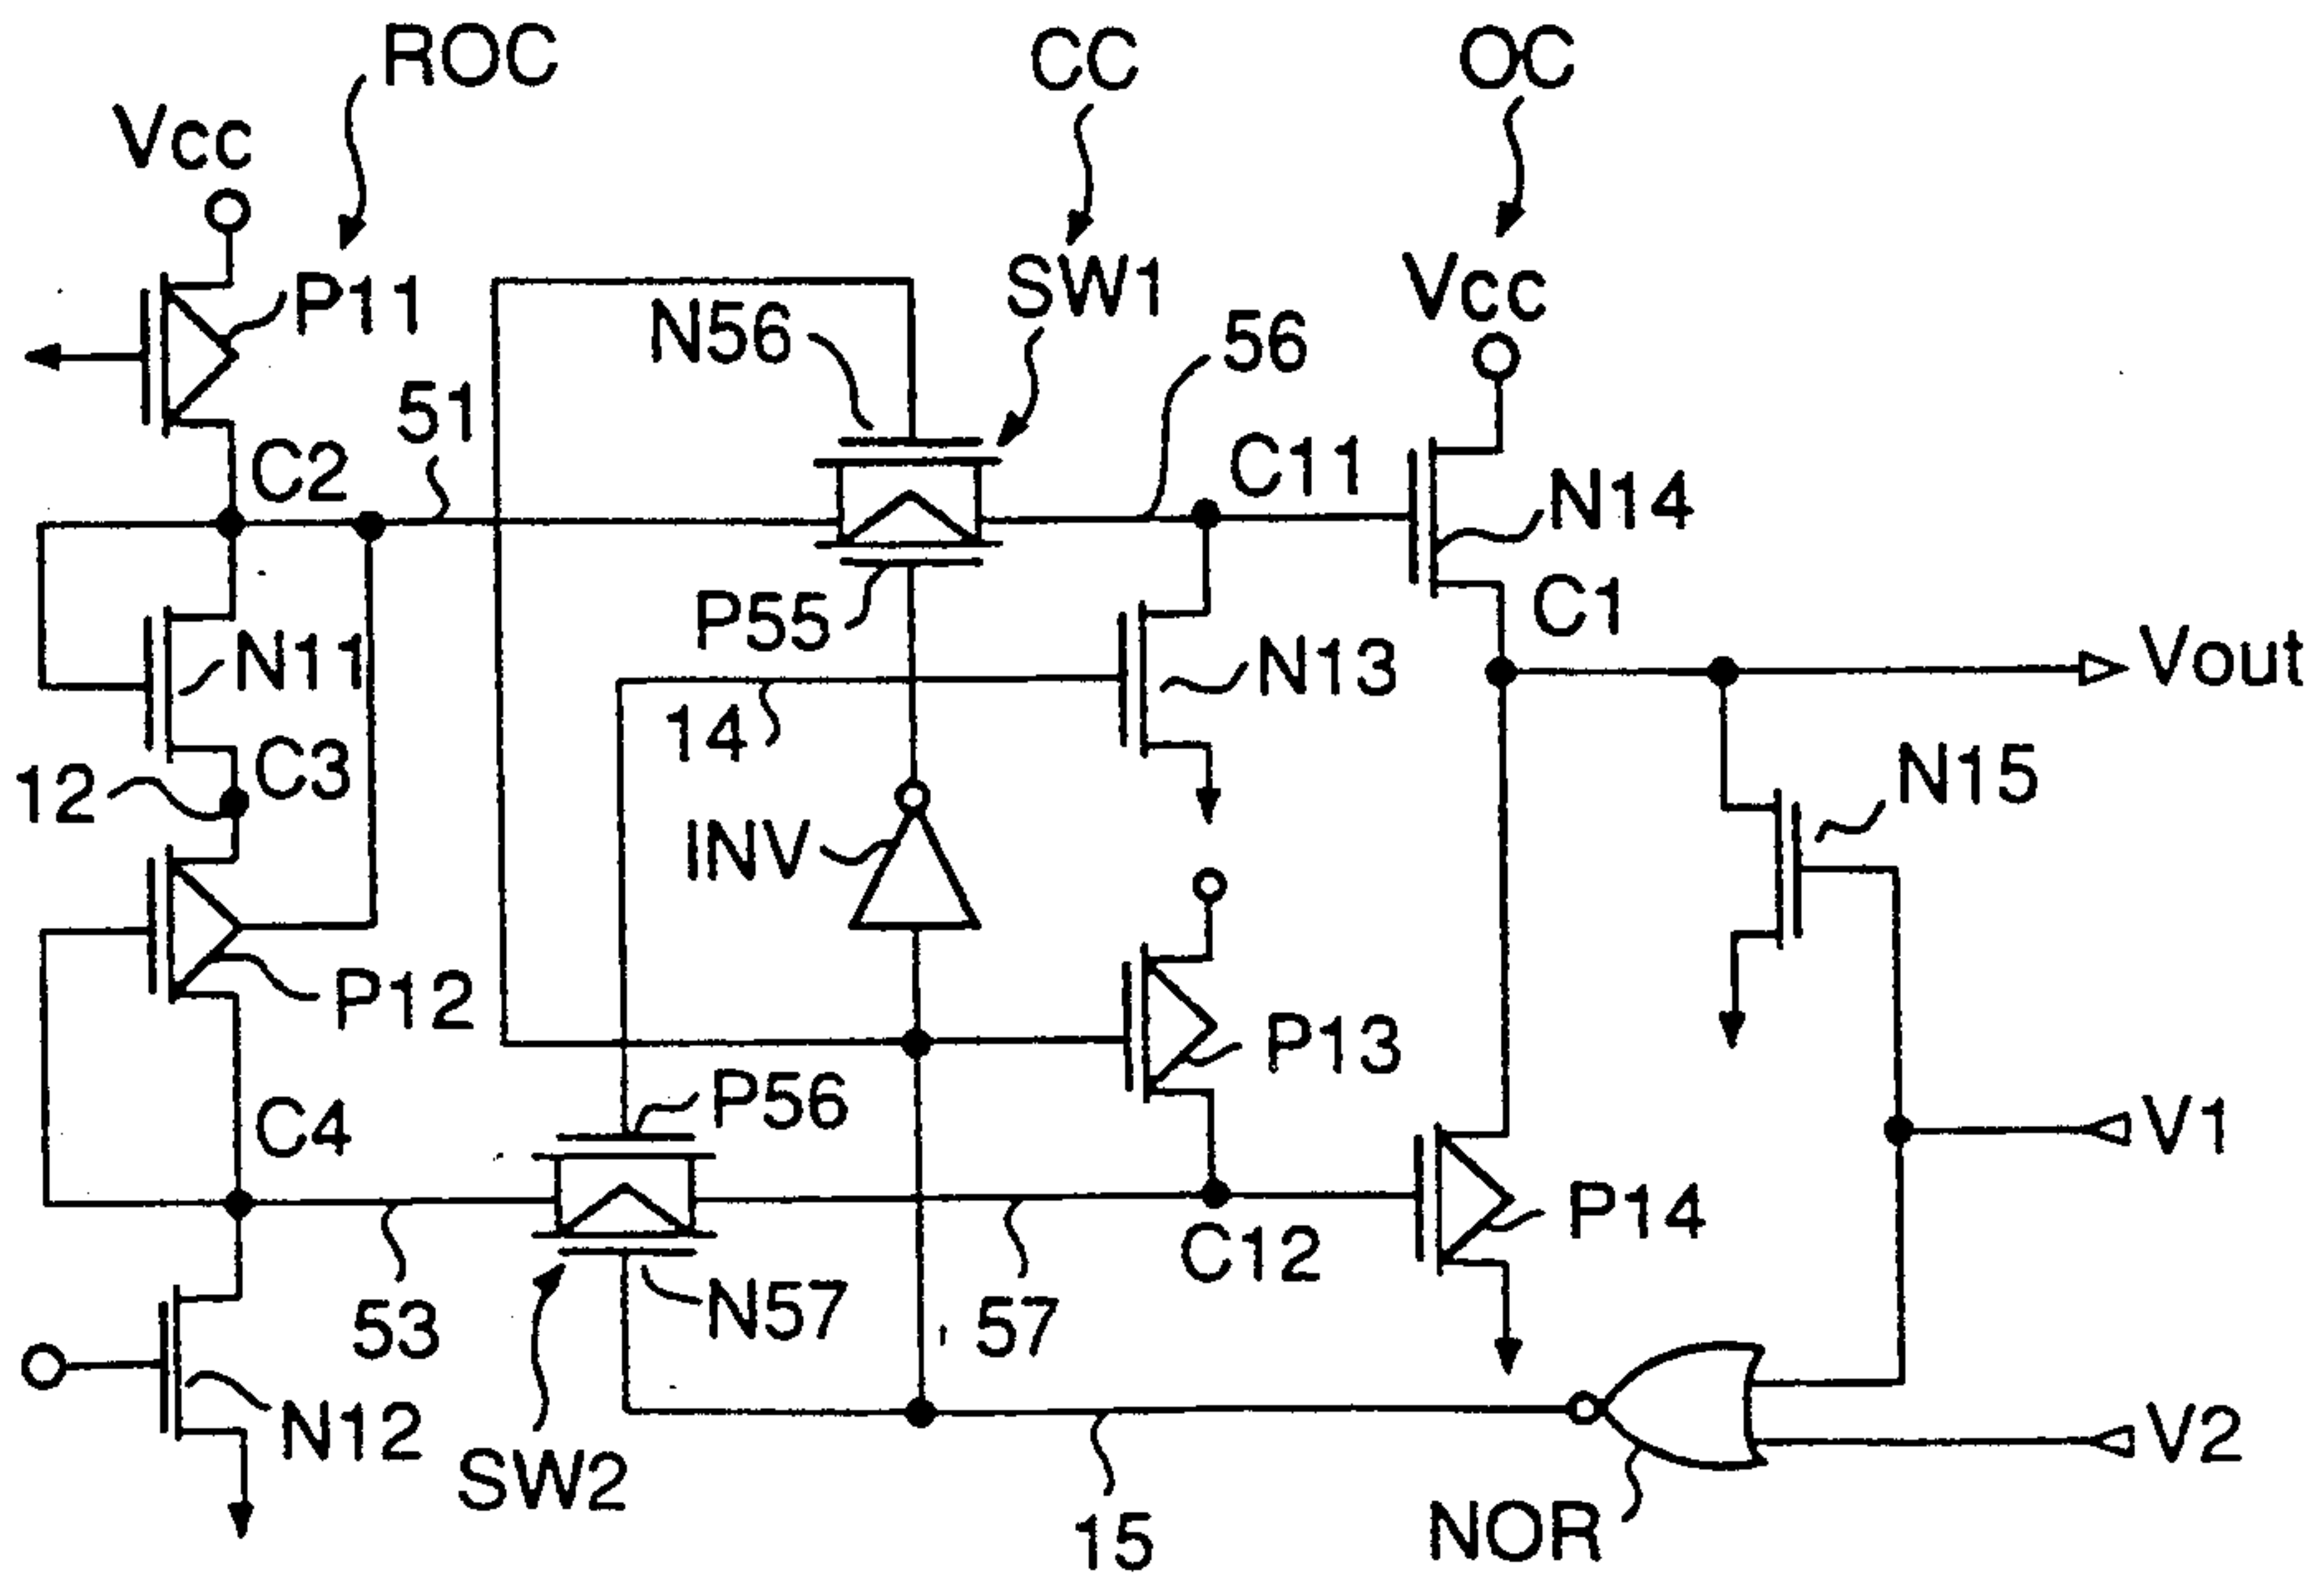 ROC
CC
OC
Vcc
P11
SW1
Vcc
N56
56
51
C2
C11
N14
C1
P55
N11
N13
Vout
14
C3
12
N15
INV
P12
P13
P56
C4
V1
P14
C12
N57
53
57
N12
V2
SW2
15
NOR